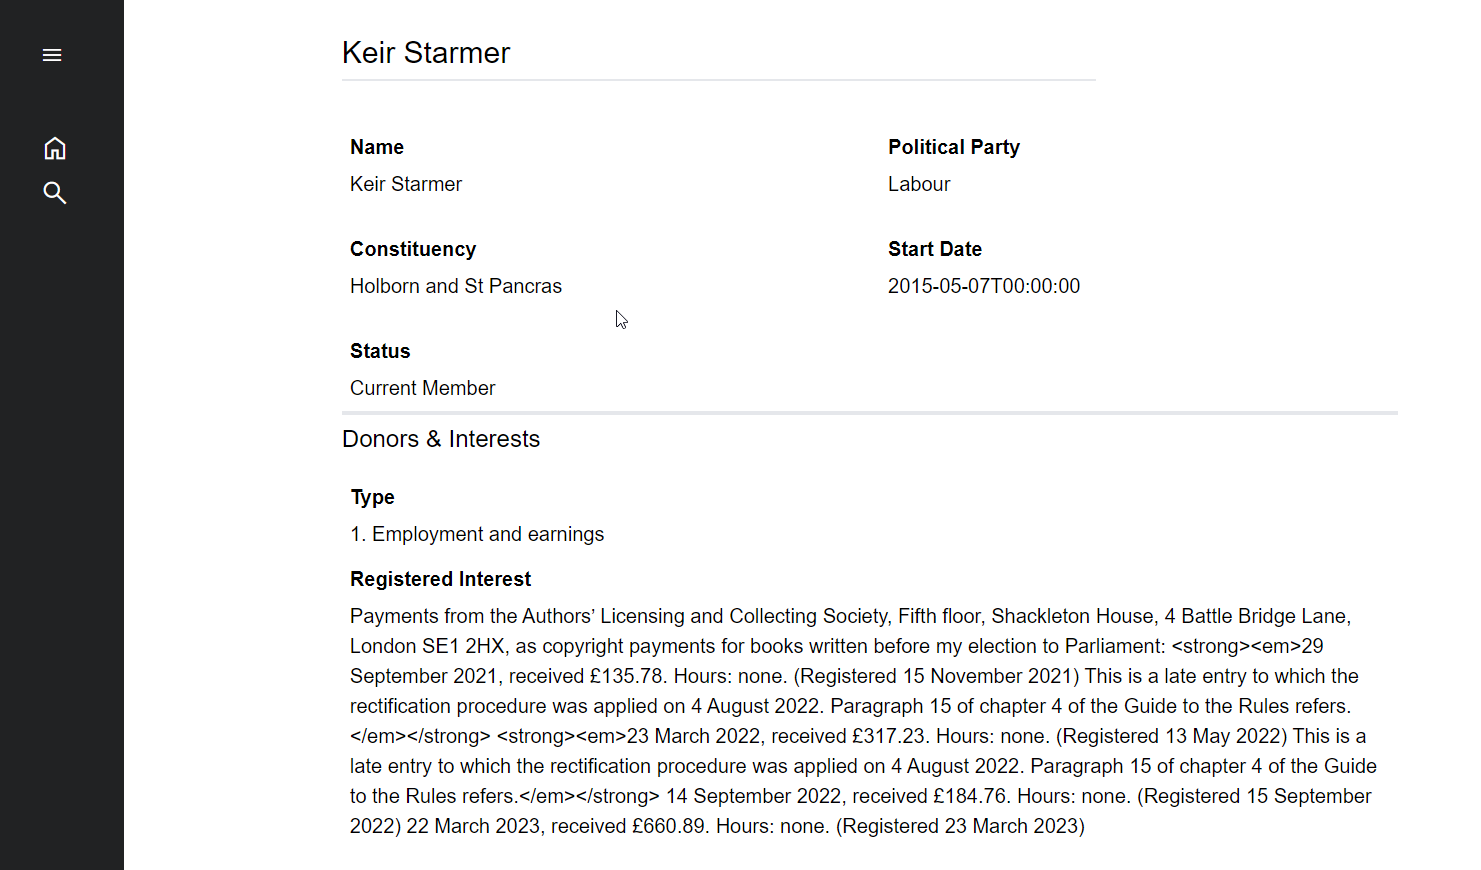 Keir Starmer
Name
Political Party
Keir Starmer
Labour
Constituency
Start Date
Holborn and St Pancras
2015-05-07T00:00:00
Status
Current Member
Donors & Interests
Type
1. Employment and earnings
Registered Interest
Payments from the Authors’ Licensing and Collecting Society, Fifth floor, Shackleton House, 4 Battle Bridge Lane,
London SE1 2HX, as copyright payments for books written before my election to Parliament: <strong><em>29
September 2021, received £135.78. Hours: none. (Registered 15 November 2021) This is a late entry to which the
rectification procedure was applied on 4 August 2022. Paragraph 15 of chapter 4 of the Guide to the Rules refers.
</em></strong> <strong><em>23 March 2022, received £317.23. Hours: none. (Registered 13 May 2022) This is a
late entry to which the rectification procedure was applied on 4 August 2022. Paragraph 15 of chapter 4 of the Guide
to the Rules refers.</em></strong> 14 September 2022, received £184.76. Hours: none. (Registered 15 September
2022) 22 March 2023, received £660.89. Hours: none. (Registered 23 March 2023)